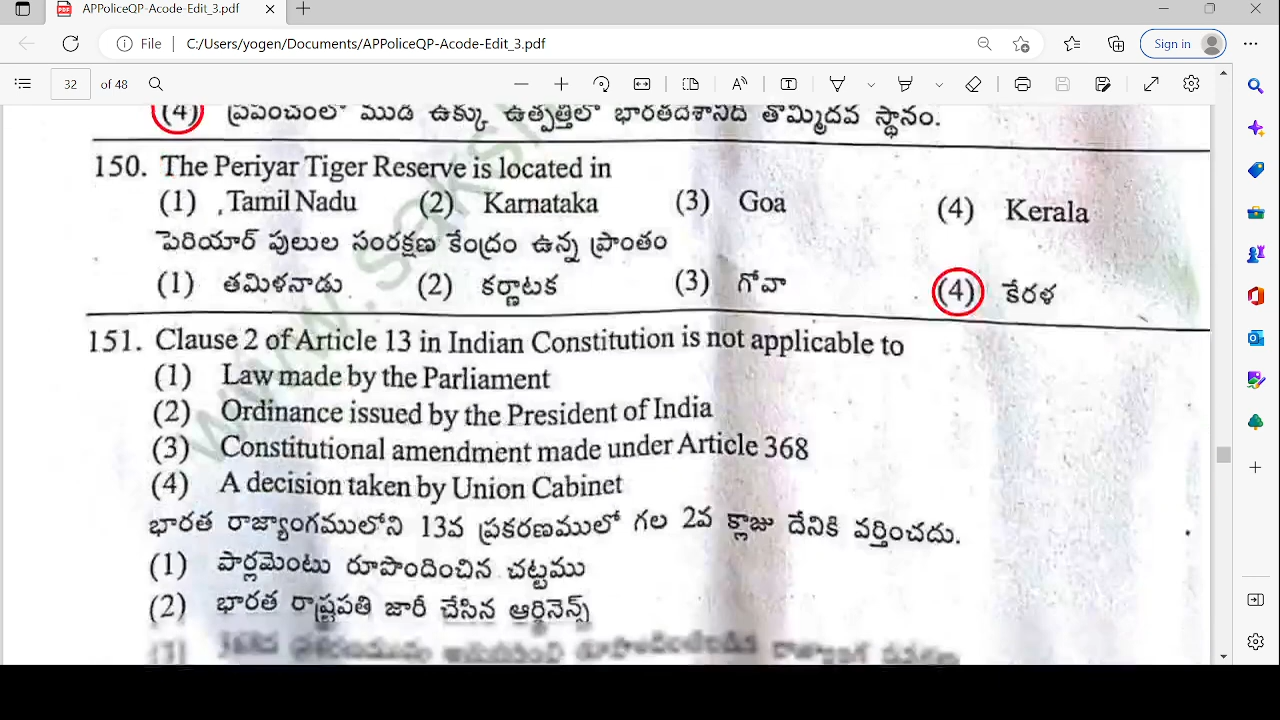 APPoliceQP-Acode-Edit_3.pdf
File C:/Users/yogen/Documents/APPoliceQP-Acode-Edit_3.pdf
Sign in
32 of 48
(4) ప్రపంచంలో ముడి ఉక్కు ఉత్పత్తిలో భారతదేశానిది తొమ్మిదవ స్థానం.
150. The Periyar Tiger Reserve is located in
(1) Tamil Nadu (2) Karnataka (3) Goa (4) Kerala
పెరియార్ పులుల సంరక్షణ కేంద్రం ఉన్న ప్రాంతం
(1) తమిళనాడు (2) కర్ణాటక (3) గోవా (4) కేరళ
151. Clause 2 of Article 13 in Indian Constitution is not applicable to
(1) Law made by the Parliament
(2) Ordinance issued by the President of India
(3) Constitutional amendment made under Article 368
(4) A decision taken by Union Cabinet
భారత రాజ్యాంగములోని 13వ ప్రకరణములో గల 2వ క్లాజు దేనికి వర్తించదు.
(1) పార్లమెంటు రూపొందించిన చట్టము
(2) భారత రాష్ట్రపతి జారీ చేసిన ఆర్డినెన్స్
(3) 368వ